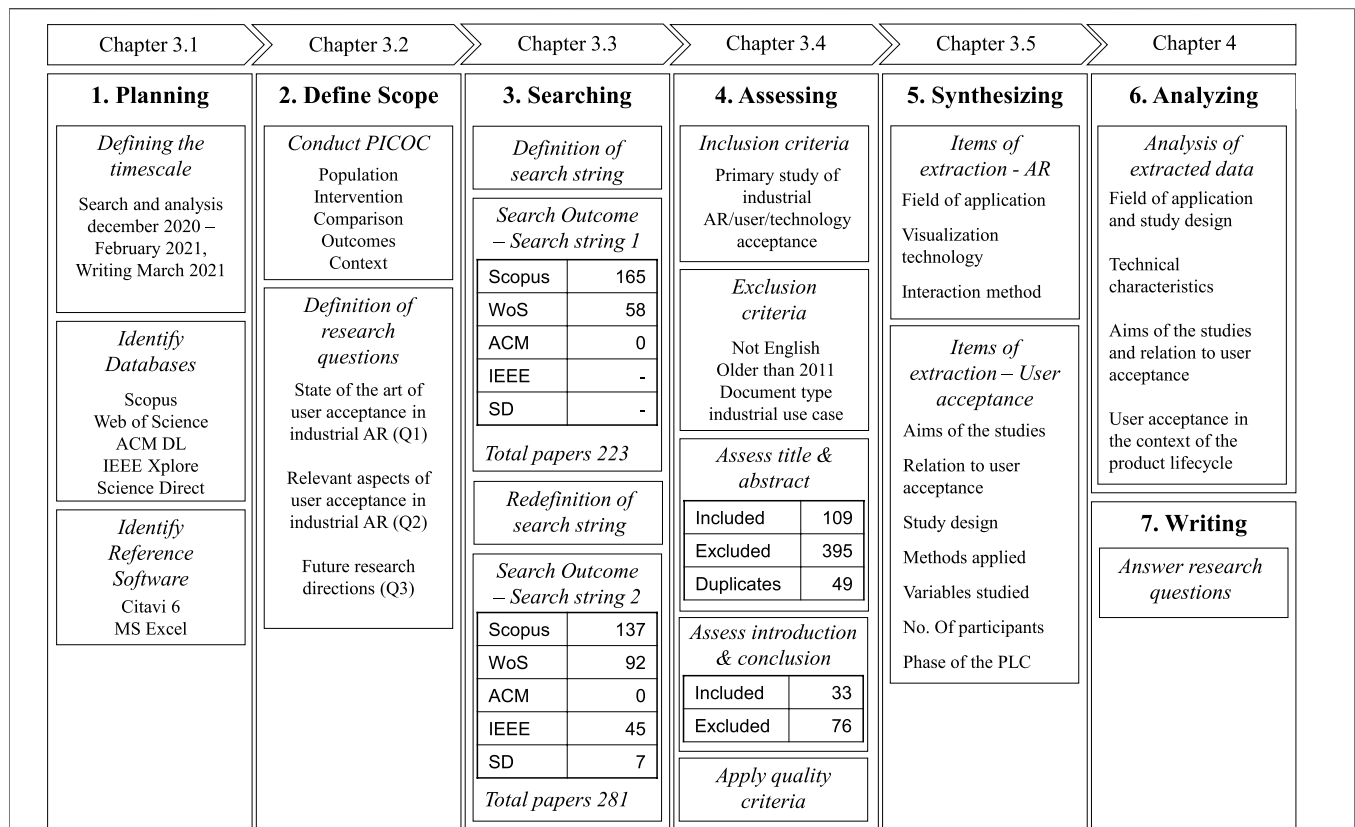 Chapter 3.1
Chapter 3.2
Chapter 3.3
Chapter 3.4
Chapter 3.5
Chapter 4
1. Planning
Defining the
timescale
Search and analysis
december 2020 –
February 2021,
Writing March 2021
Identify
Databases
Scopus
Web of Science
ACM DL
IEEE Xplore
Science Direct
Identify
Reference
Software
Citavi 6
MS Excel
2. Define Scope
Conduct PICOC
Population
Intervention
Comparison
Outcomes
Context
Definition of
research
questions
State of the art of
user acceptance in
industrial AR (Q1)
Relevant aspects of
user acceptance in
industrial AR (Q2)
Future research
directions (Q3)
3. Searching
Definition of
search string
Search Outcome
– Search string 1
Scopus 165
WoS 58
ACM 0
IEEE -
SD -
Total papers 223
Redefinition of
search string
Search Outcome
– Search string 2
Scopus 137
WoS 92
ACM 0
IEEE 45
SD 7
Total papers 281
4. Assessing
Inclusion criteria
Primary study of
industrial
AR/user/technology
acceptance
Exclusion
criteria
Not English
Older than 2011
Document type
industrial use case
Assess title &
abstract
Included 109
Excluded 395
Duplicates 49
Assess introduction
& conclusion
Included 33
Excluded 76
Apply quality
criteria
5. Synthesizing
Items of
extraction - AR
Field of application
Visualization
technology
Interaction method
Items of
extraction – User
acceptance
Aims of the studies
Relation to user
acceptance
Study design
Methods applied
Variables studied
No. Of participants
Phase of the PLC
6. Analyzing
Analysis of
extracted data
Field of application
and study design
Technical
characteristics
Aims of the studies
and relation to user
acceptance
User acceptance in
the context of the
product lifecycle
7. Writing
Answer research
questions